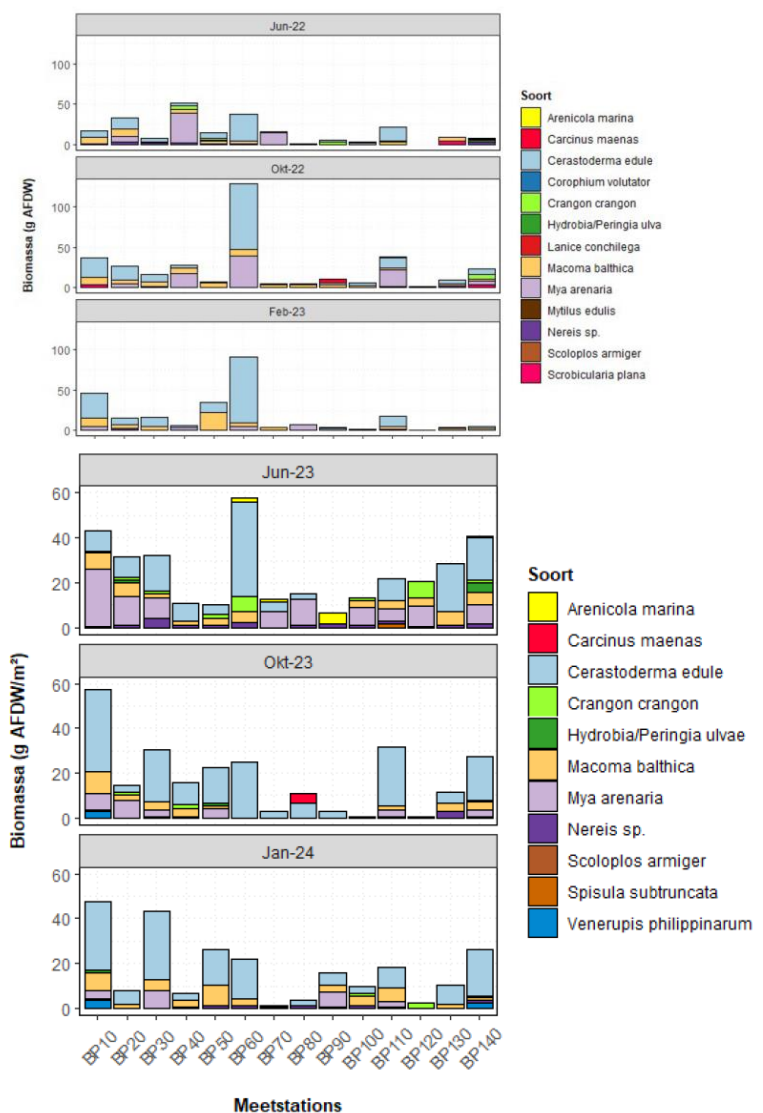 Jun-22
100
50
0
Okt-22
Biomassa (g AFDW)
100
50
0
Feb-23
100
50
0
Soort
Arenicola marina
Carcinus maenas
Cerastoderma edule
Corophium volutator
Crangon crangon
Hydrobia/Peringia ulva
Lanice conchilega
Macoma balthica
Mya arenaria
Mytilus edulis
Nereis sp.
Scoloplos armiger
Scrobicularia plana
Jun-23
60
40
20
0
Okt-23
Biomassa (g AFDW/m²)
60
40
20
0
Jan-24
60
40
20
0
BP10 BP20 BP30 BP40 BP50 BP60 BP70 BP80 BP90 BP100 BP110 BP120 BP130 BP140
Meetstations
Soort
Arenicola marina
Carcinus maenas
Cerastoderma edule
Crangon crangon
Hydrobia/Peringia ulvae
Macoma balthica
Mya arenaria
Nereis sp.
Scoloplos armiger
Spisula subtruncata
Venerupis philippinarum